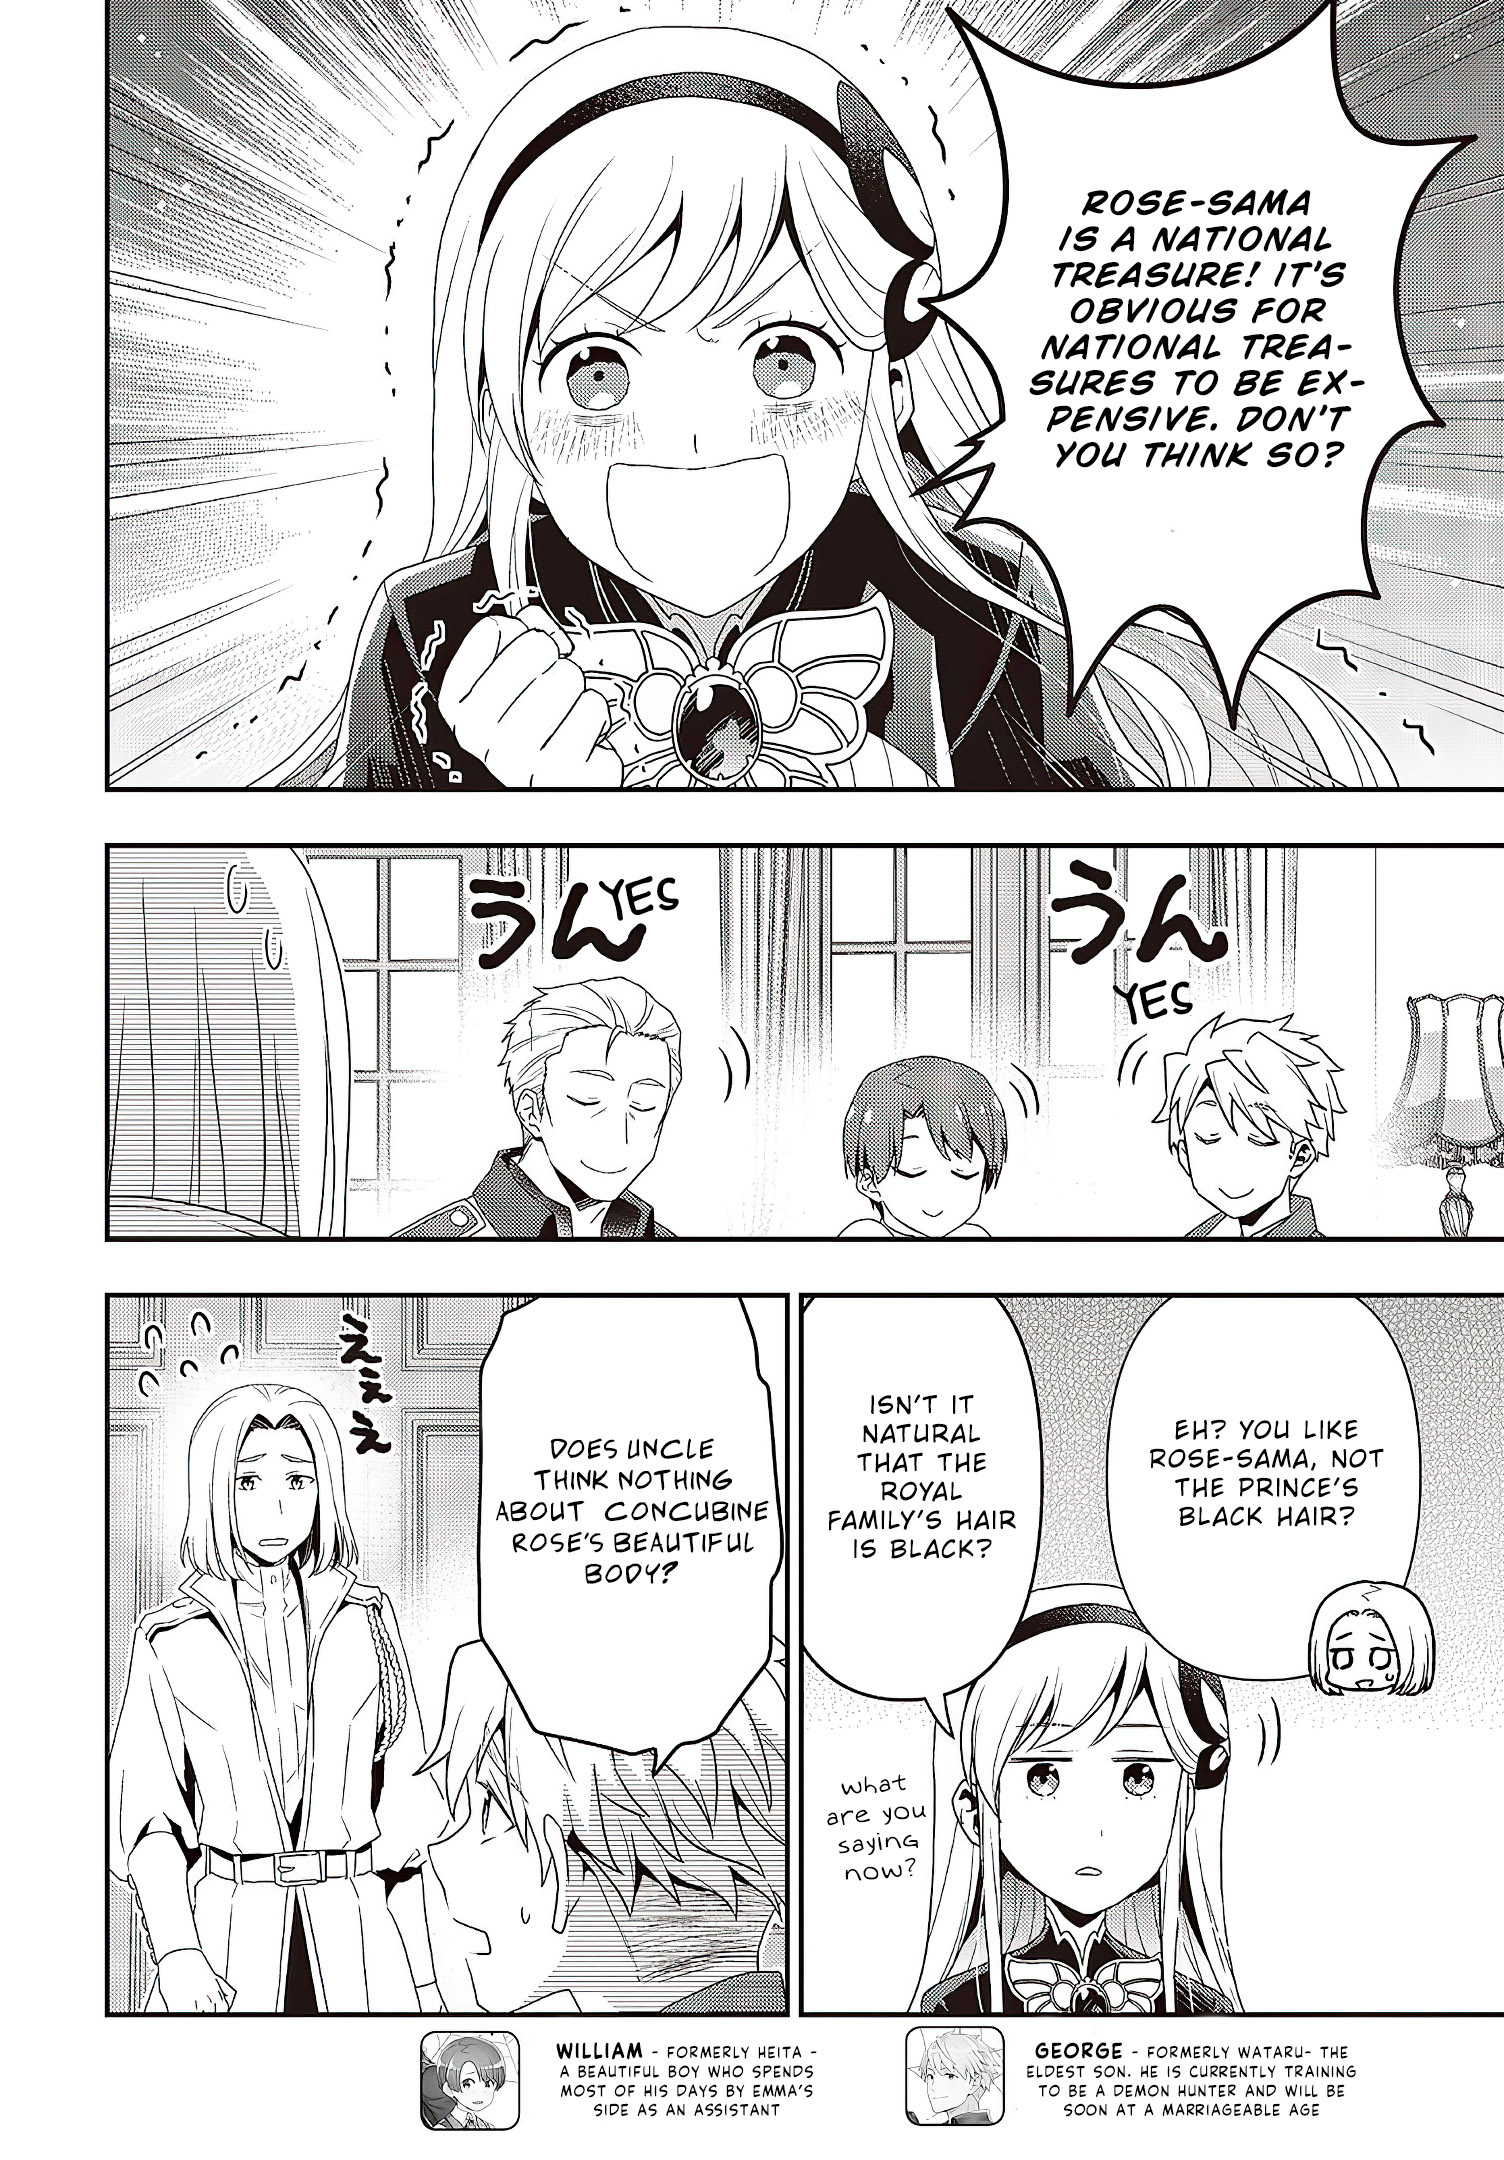 ROSE-SAMA
IS A NATIONAL
TREASURE! IT'S
OBVIOUS FOR
NATIONAL TREA-
SURES TO BE EX-
PENSIVE. DON'T
YOU THINK SO?
うん
YES
うん
YES
EH? YOU LIKE
ROSE-SAMA, NOT
THE PRINCE'S
BLACK HAIR?
ISN'T IT
NATURAL
THAT THE
ROYAL
FAMILY'S HAIR
IS BLACK?
what
are you
saying
now?
DOES UNCLE
THINK NOTHING
ABOUT CONCUBINE
ROSE'S BEAUTIFUL
BODY?
えぇぇぇ
WILLIAM - FORMERLY HEITA -
A BEAUTIFUL BOY WHO SPENDS
MOST OF HIS DAYS BY EMMA'S
SIDE AS AN ASSISTANT
GEORGE - FORMERLY WATARU- THE
ELDEST SON. HE IS CURRENTLY TRAINING
TO BE A DEMON HUNTER AND WILL BE
SOON AT A MARRIAGEABLE AGE